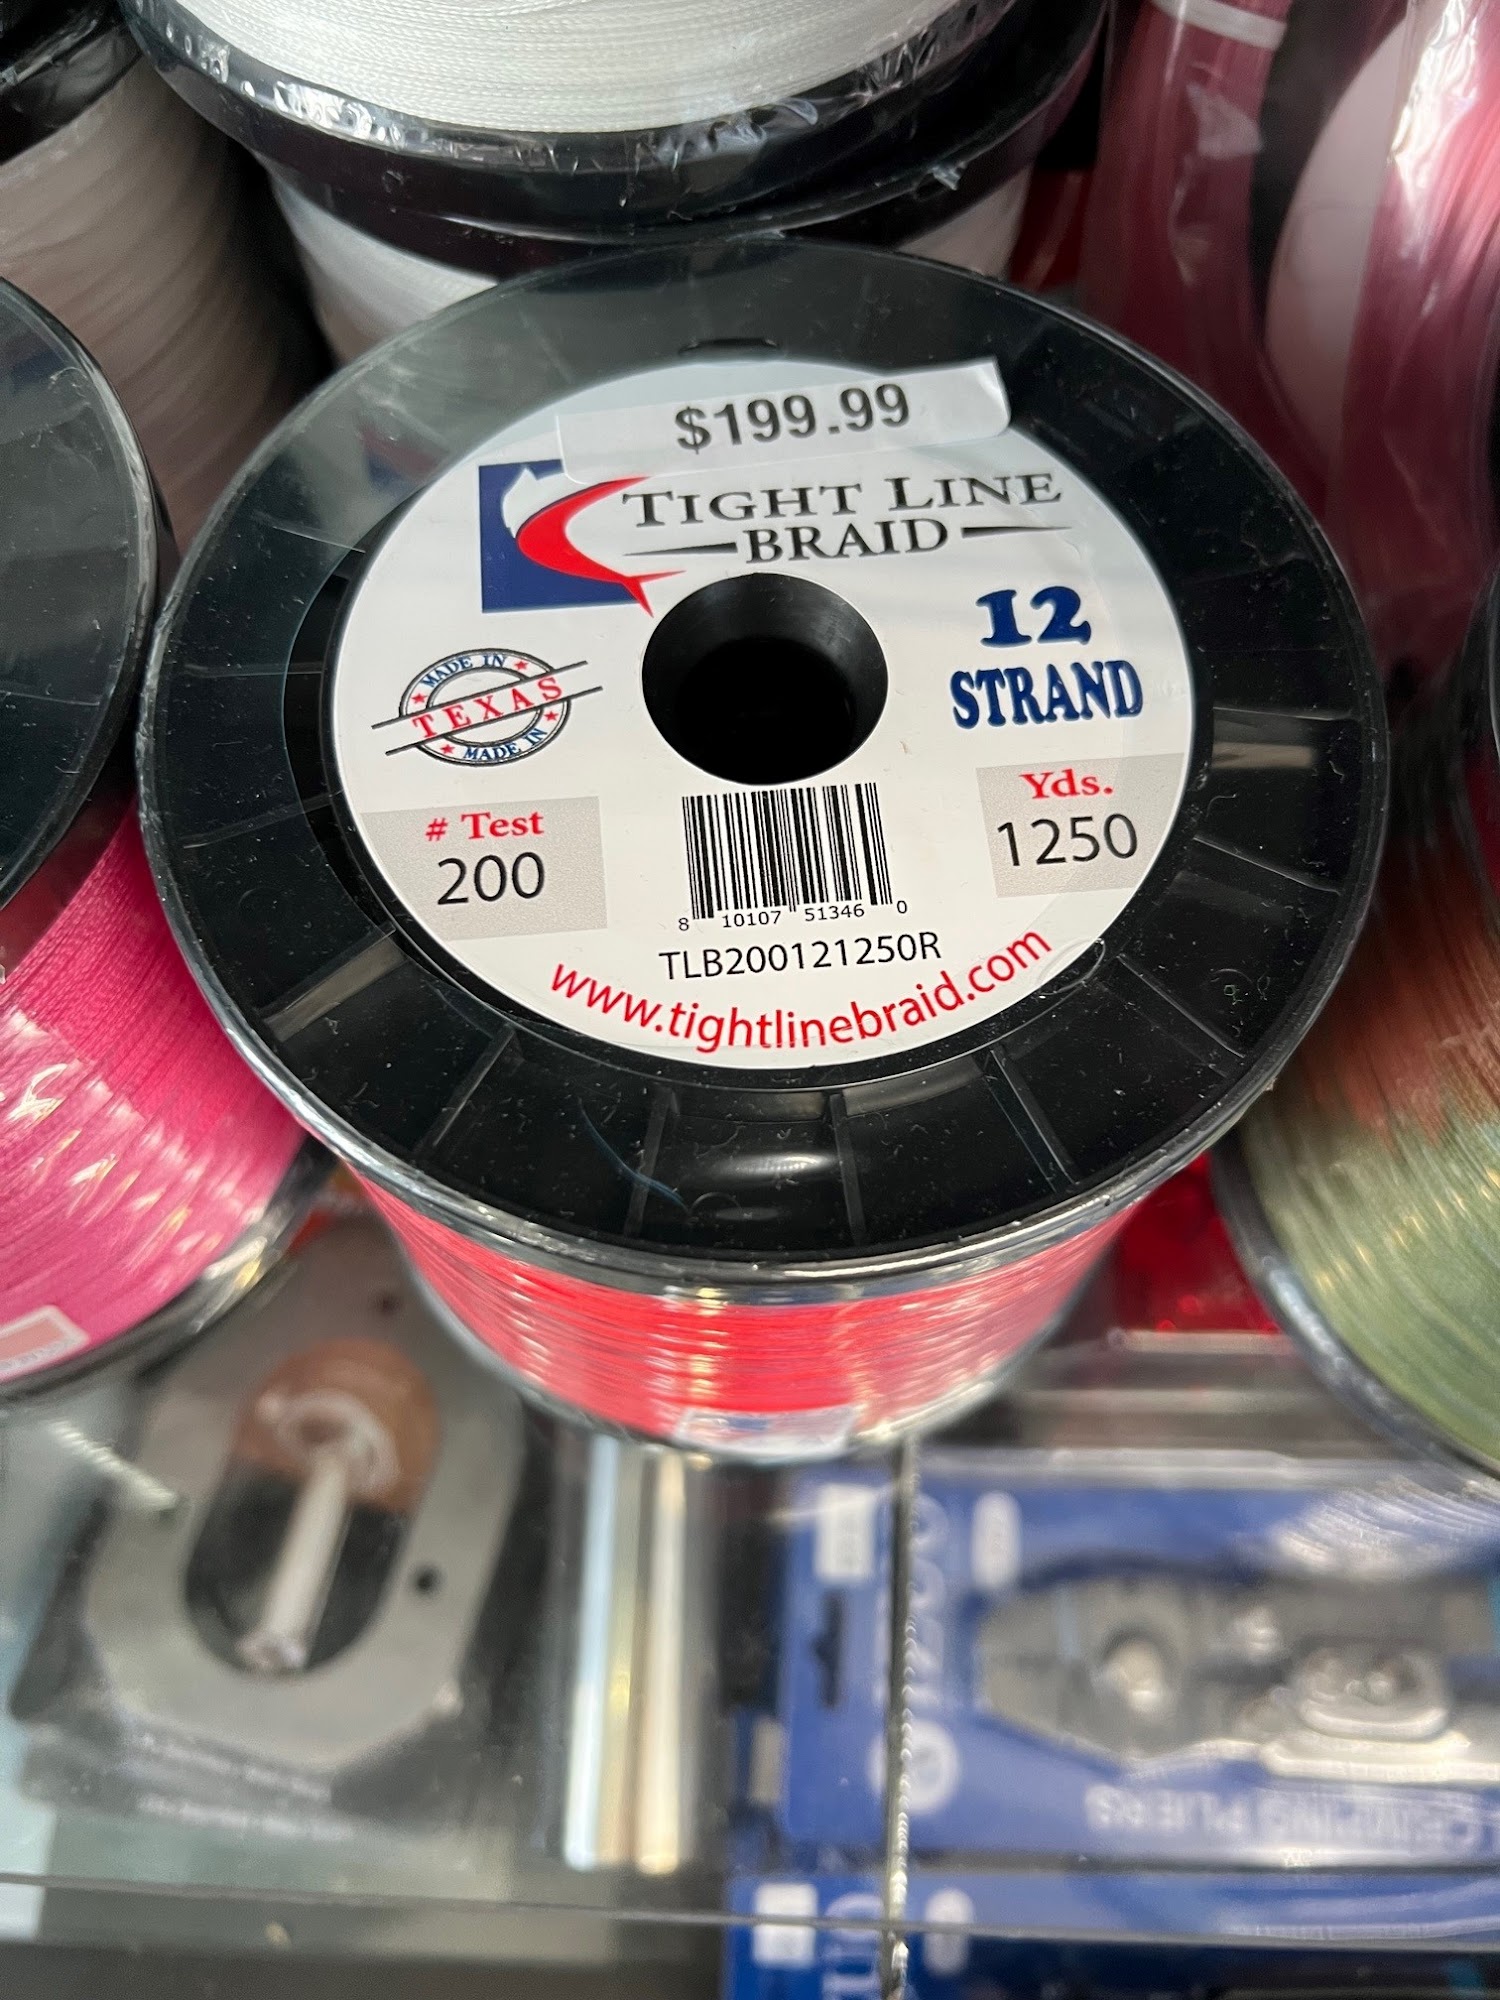 $199.99
TIGHT LINE
BRAID
12
STRAND
MADE IN
TEXAS
MADE IN
# Test
200
Yds.
1250
8 10107 51346 0
TLB200121250R
www.tightlinebraid.com